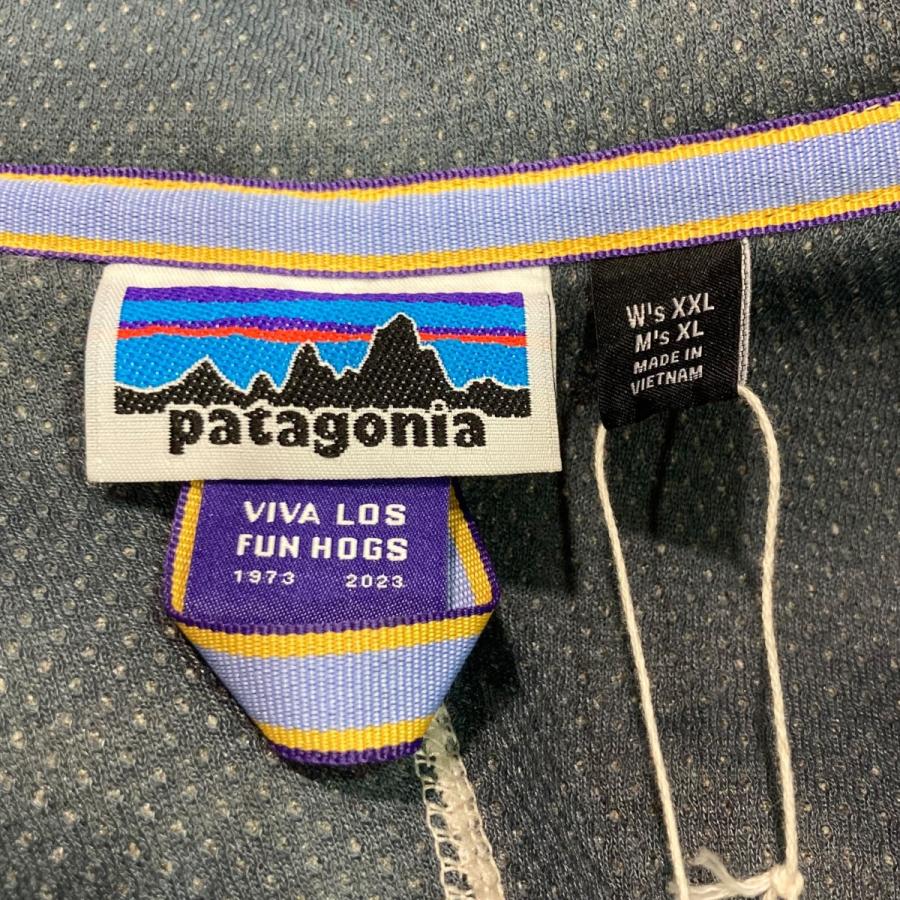 patagonia
VIVA LOS
FUN HOGS
1973 2023
W's XXL
M's XL
MADE IN
VIETNAM